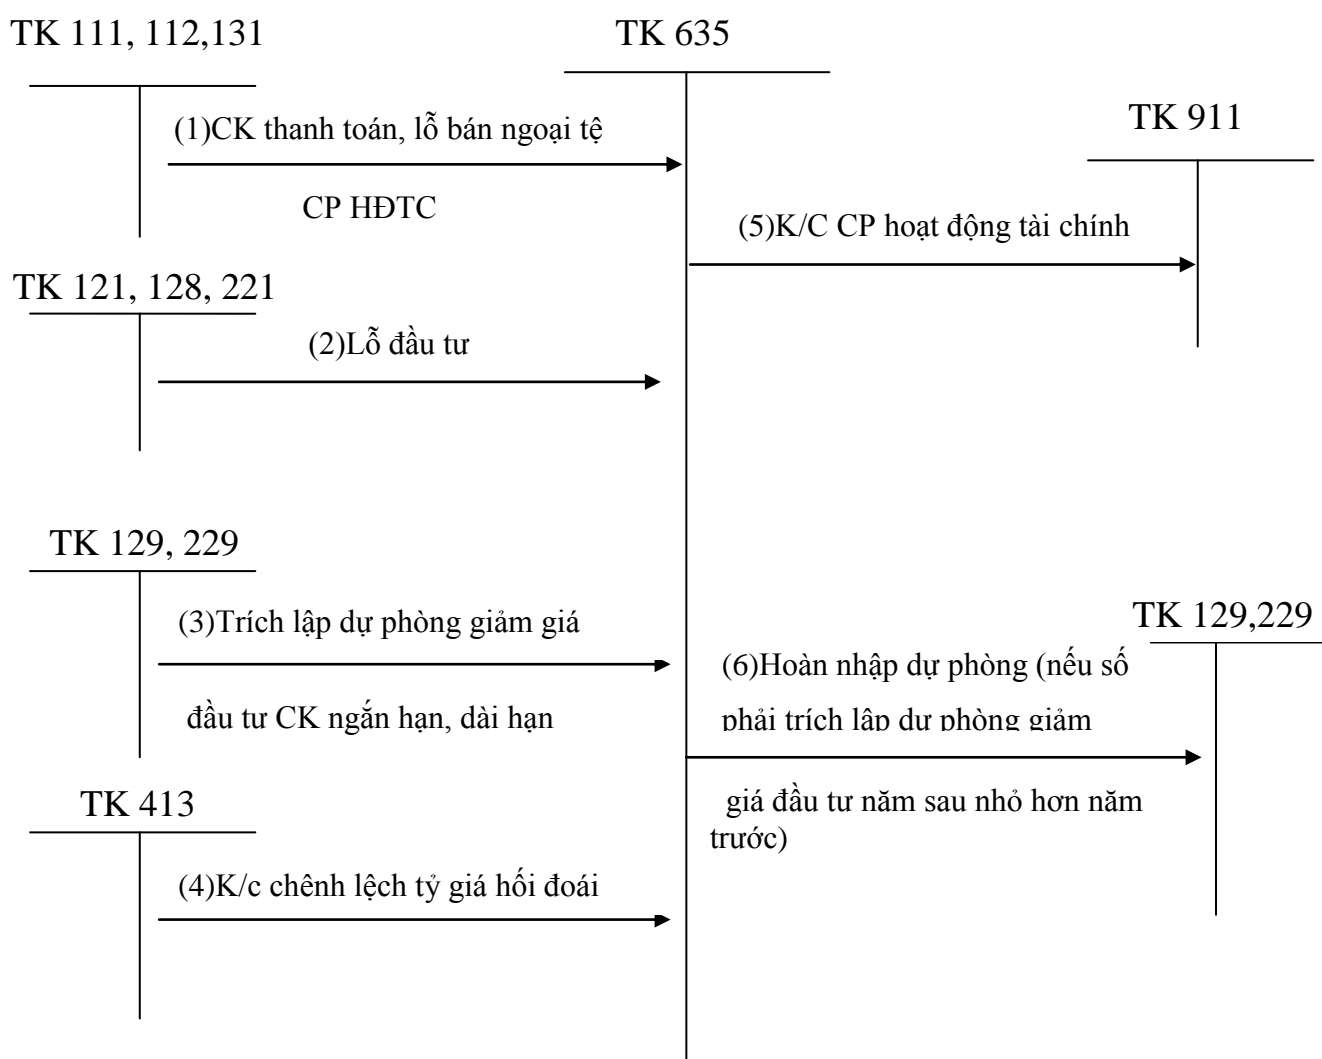 TK 111, 112,131
TK 635
TK 911
(1)CK thanh toán, lỗ bán ngoại tệ
CP HĐTC
(5)K/C CP hoạt động tài chính
TK 121, 128, 221
(2)Lỗ đầu tư
TK 129, 229
(3)Trích lập dự phòng giảm giá
đầu tư CK ngắn hạn, dài hạn
TK 129,229
(6)Hoàn nhập dự phòng (nếu số
phải trích lập dự phòng giảm
giá đầu tư năm sau nhỏ hơn năm
trước)
TK 413
(4)K/c chênh lệch tỷ giá hối đoái